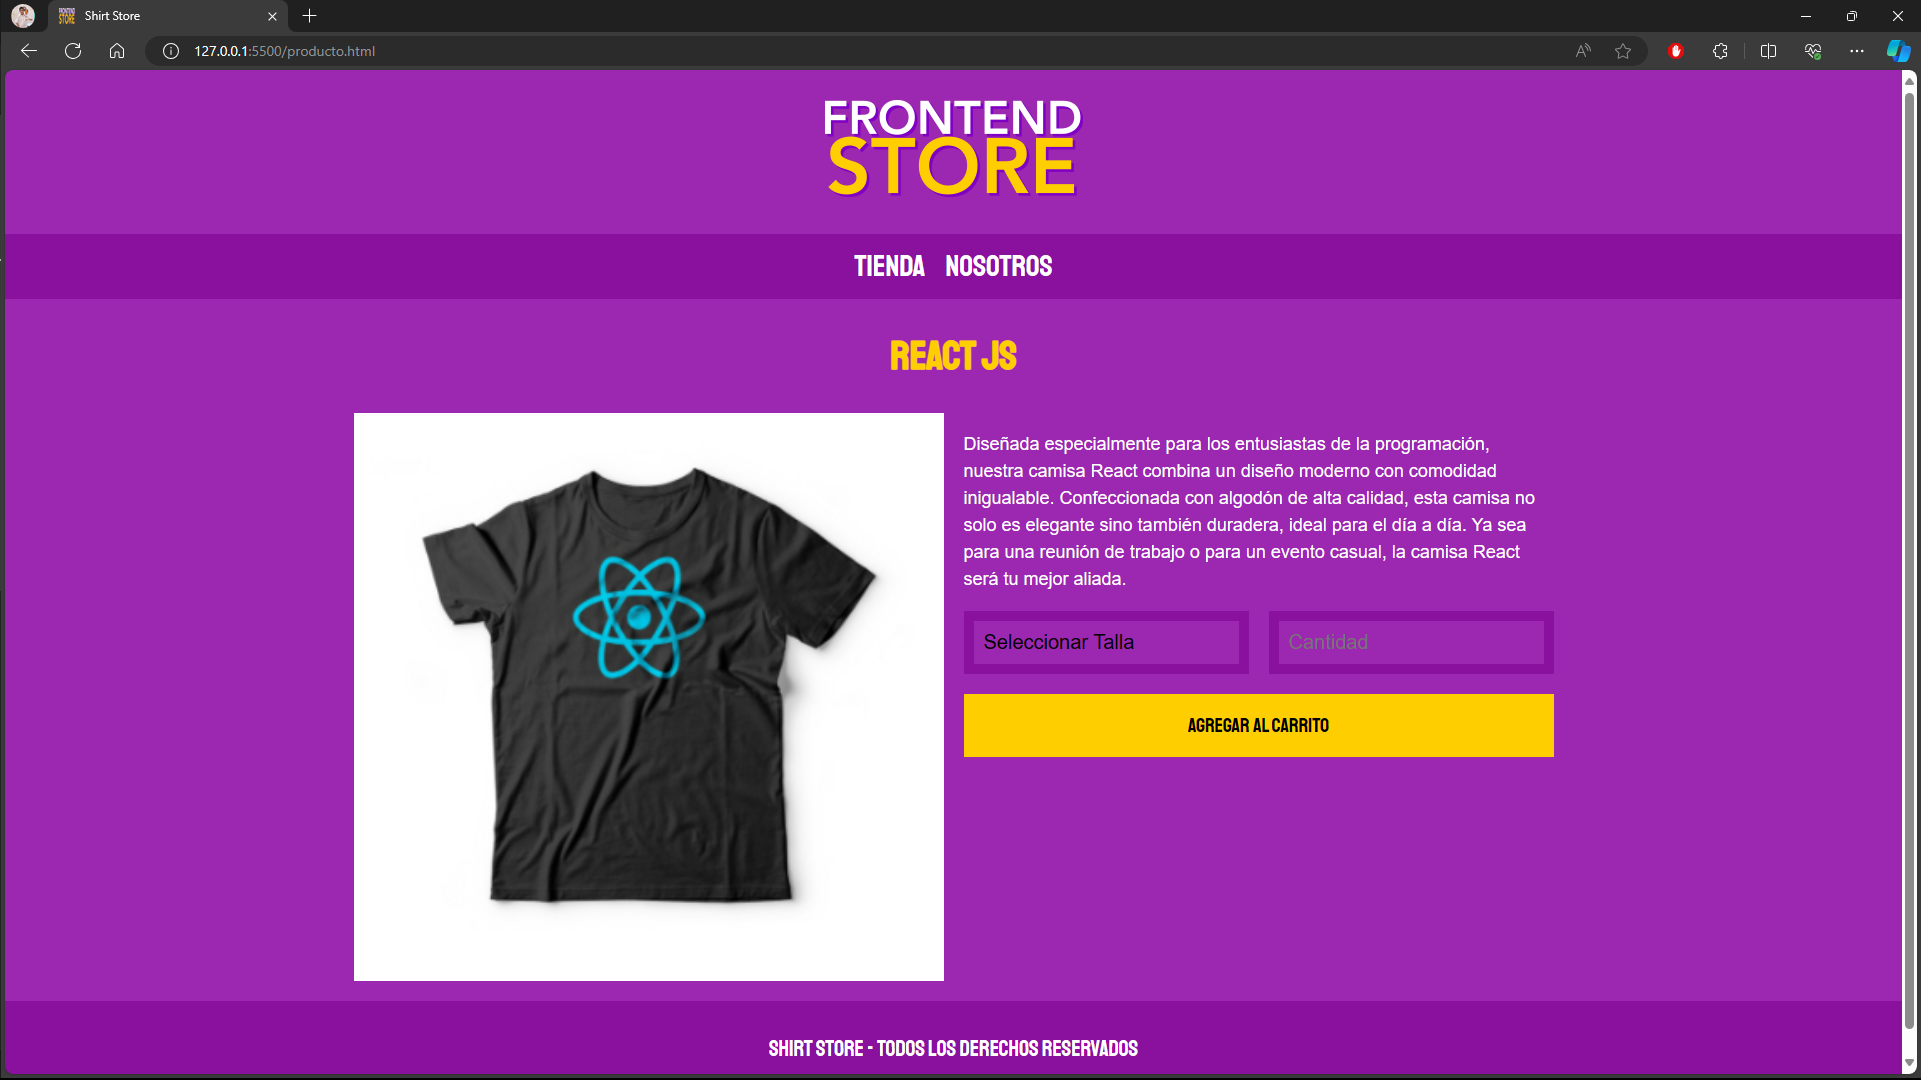 Shirt Store
127.0.0.1:5500/producto.html
FRONTEND
STORE
TIENDA NOSOTROS
REACT JS
Diseñada especialmente para los entusiastas de la programación,
nuestra camisa React combina un diseño moderno con comodidad
inigualable. Confeccionada con algodón de alta calidad, esta camisa no
solo es elegante sino también duradera, ideal para el día a día. Ya sea
para una reunión de trabajo o para un evento casual, la camisa React
será tu mejor aliada.
Seleccionar Talla
Cantidad
AGREGAR AL CARRITO
SHIRT STORE - TODOS LOS DERECHOS RESERVADOS